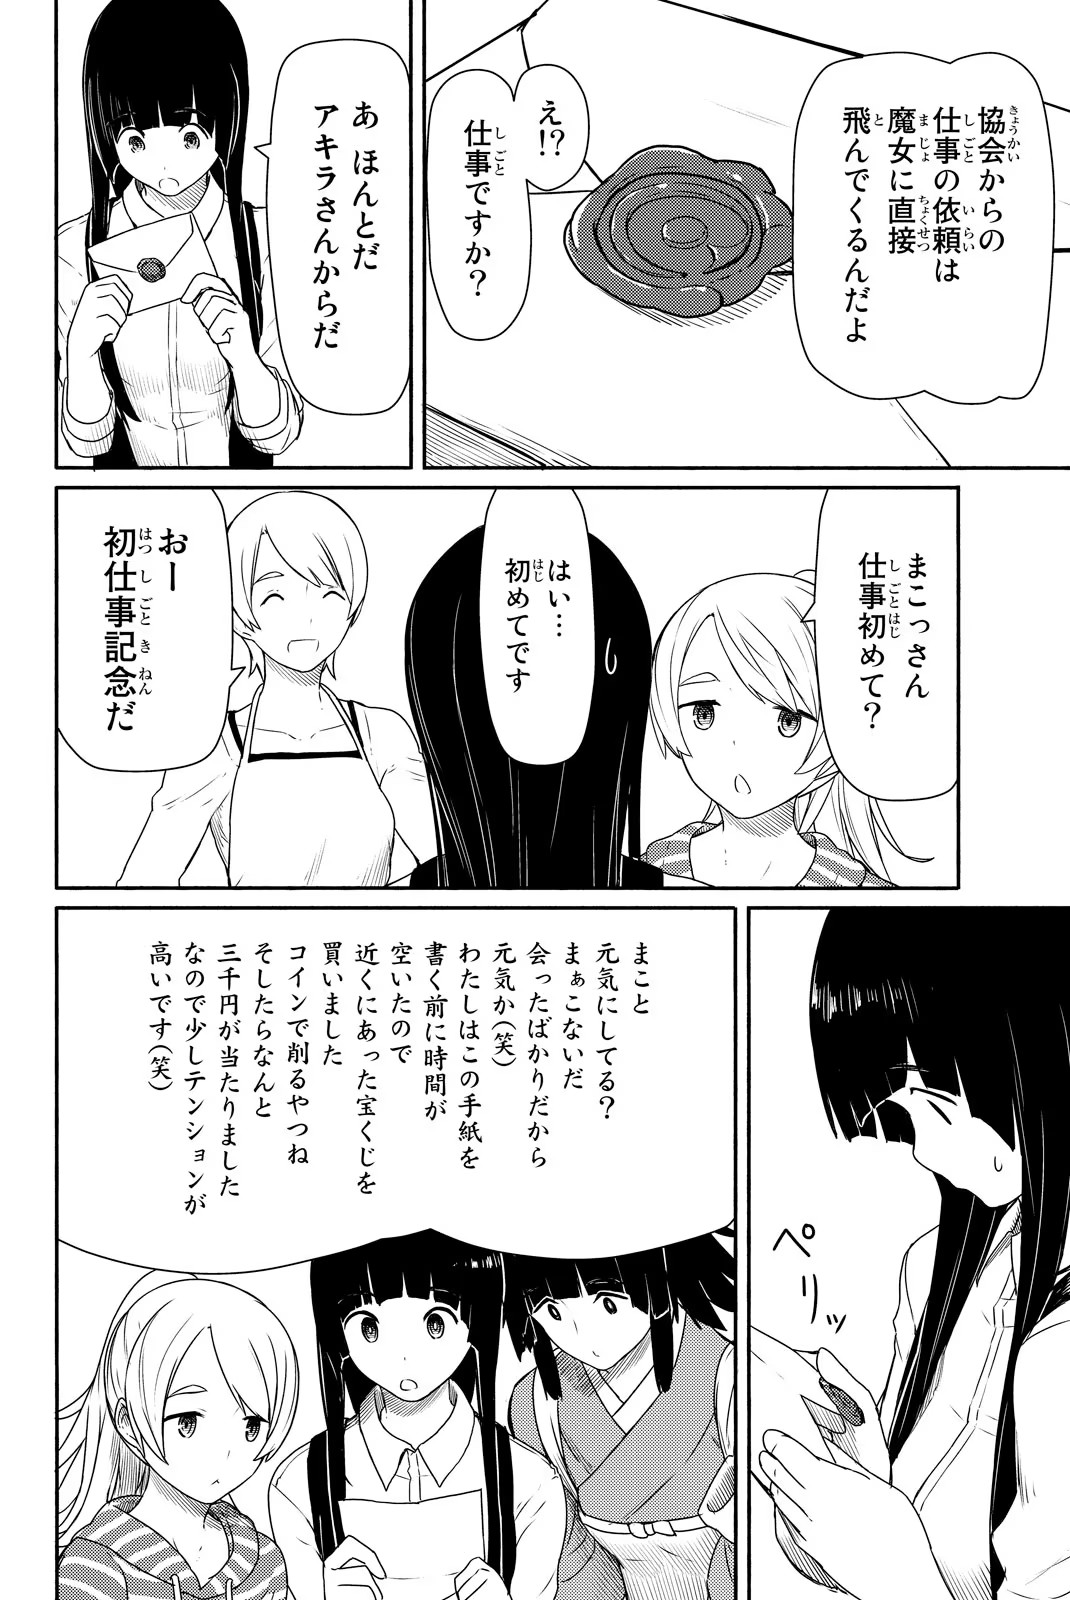 協会からの
仕事の依頼は
魔女に直接
飛んでくるんだよ
え!?
仕事ですか?
あ ほんとだ
アキラさんからだ
まこっさん
仕事初めて?
はい…
初めてです
おー
初仕事記念だ
ペリッ
まこと
元気にしてる?
まぁこないだ
会ったばかりだから
元気か(笑)
わたしはこの手紙を
書く前に時間が
空いたので
近くにあった宝くじを
買いました
コインで削るやつね
そしたらなんと
三千円が当たりました
なので少しテンションが
高いです(笑)